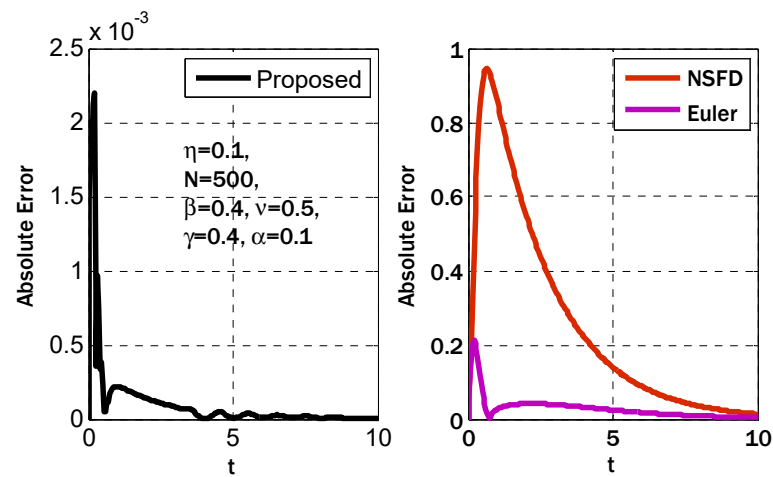 x 10⁻³
2.5
2
1.5
1
0.5
0
0
5
10
t
Absolute Error
Proposed
η=0.1,
N=500,
β=0.4, ν=0.5,
γ=0.4, α=0.1
1
0.8
0.6
0.4
0.2
0
0
5
10
t
Absolute Error
NSFD
Euler